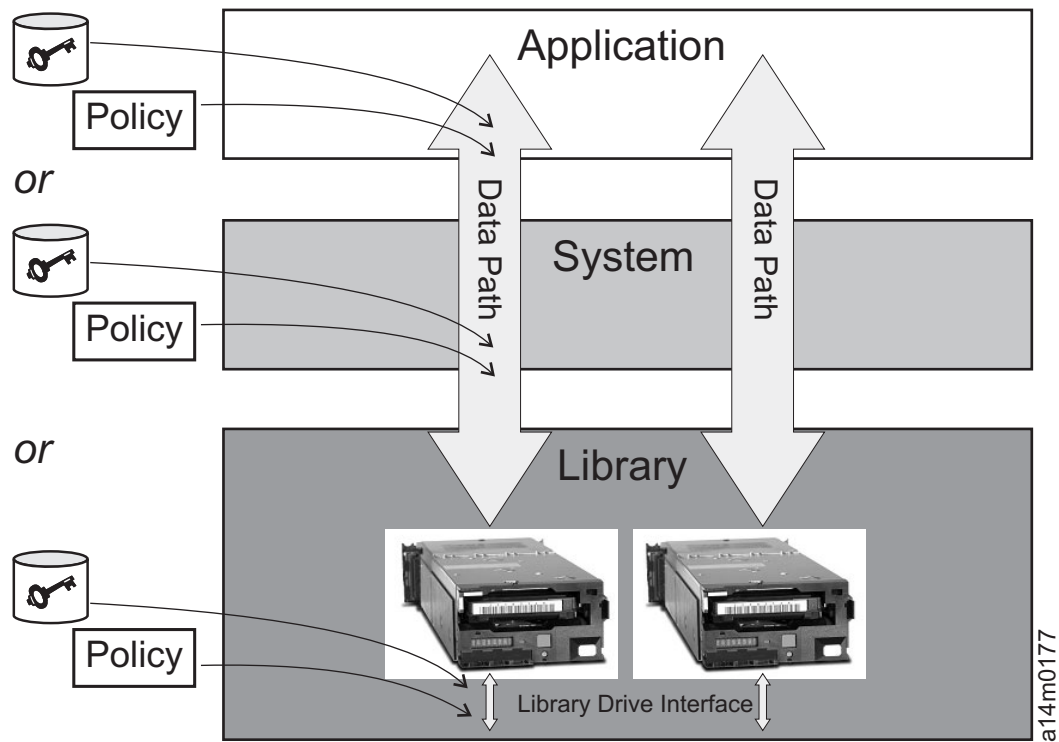 Application
Policy
or
Data Path
Data Path
System
Policy
or
Library
Policy
Library Drive Interface
a14m0177